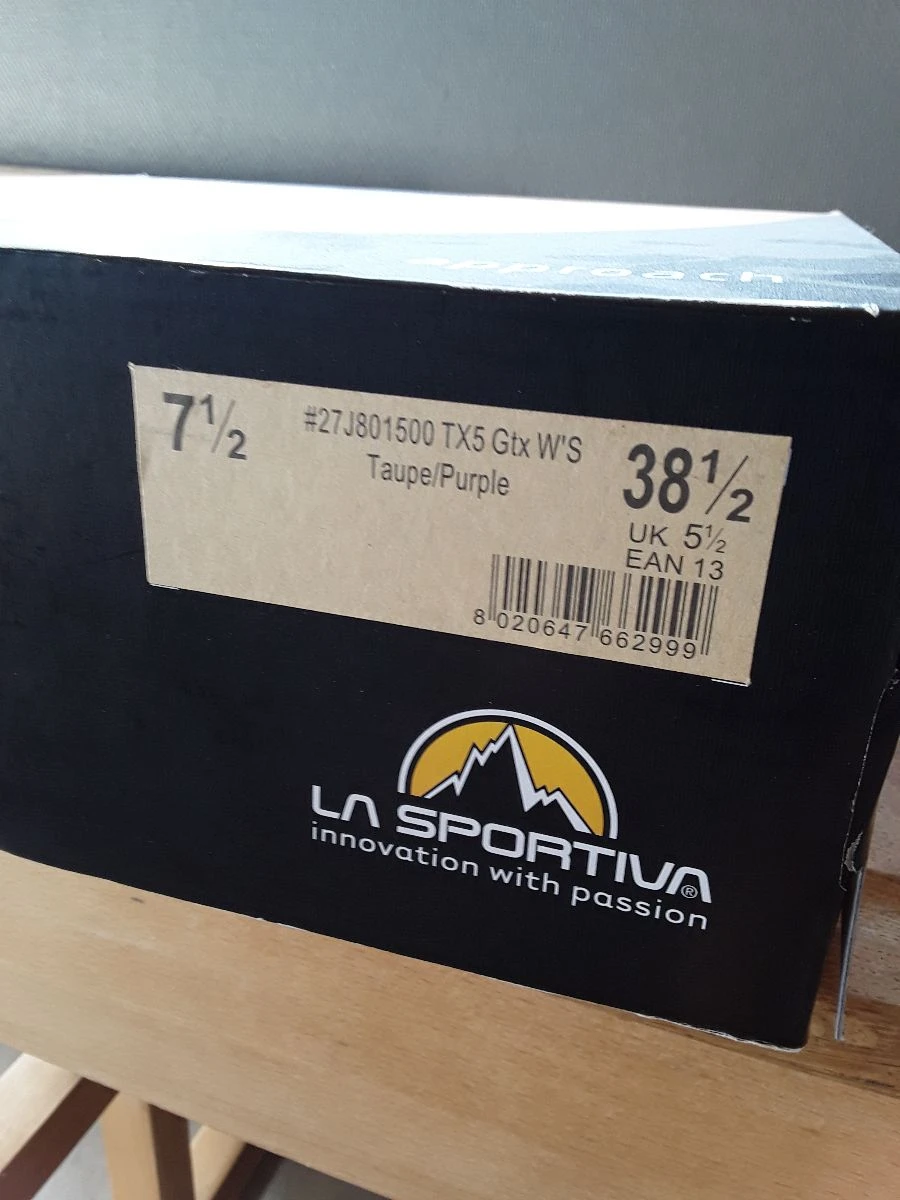 approach
7½
#27J801500 TX5 Gtx W'S
Taupe/Purple
38½
UK 5½
EAN 13
8 020647 662999
LA SPORTIVA®
innovation with passion